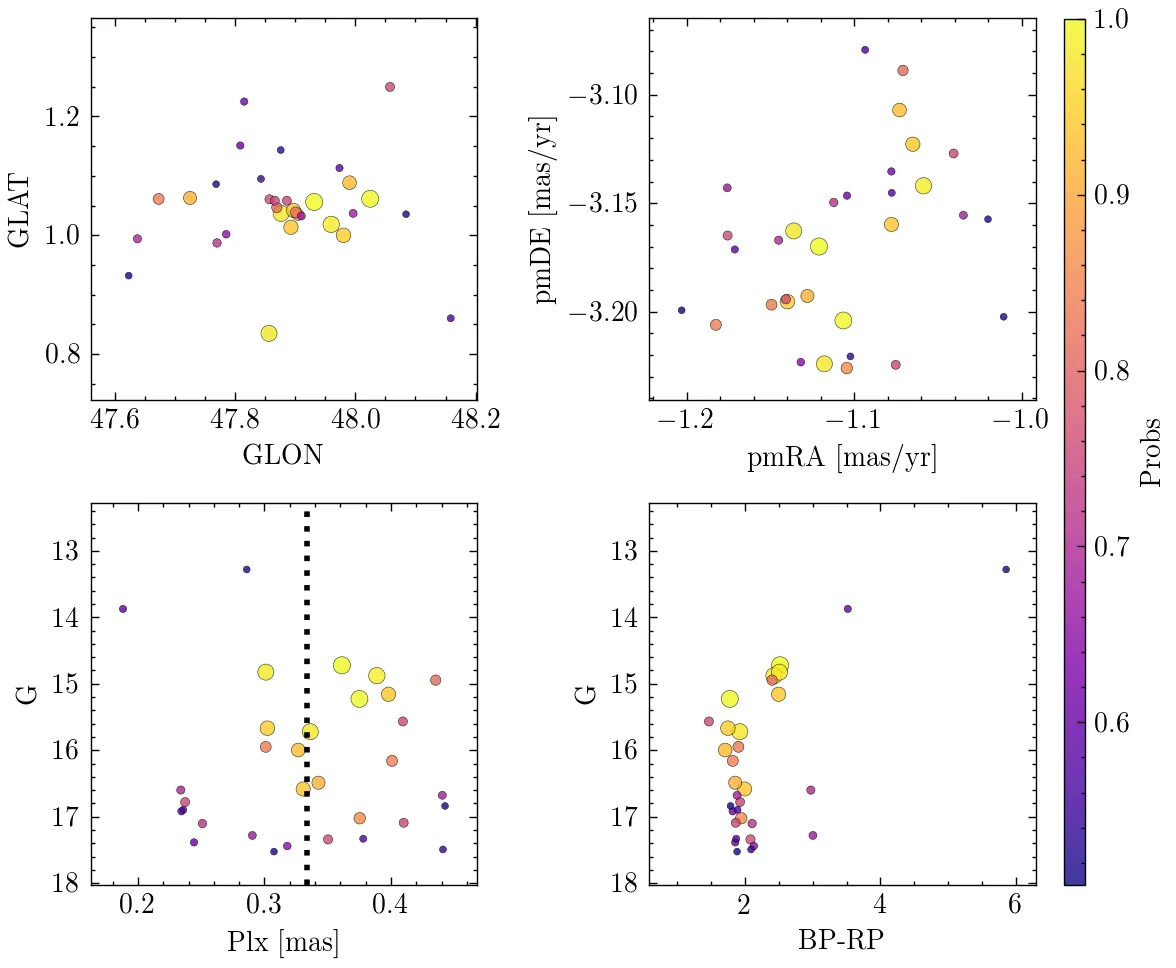 1.2
1.0
0.8
GLAT
47.6 47.8 48.0 48.2
GLON
−3.10
−3.15
−3.20
pmDE [mas/yr]
−1.2 −1.1 −1.0
pmRA [mas/yr]
13
14
15
16
17
18
G
0.2 0.3 0.4
Plx [mas]
13
14
15
16
17
18
G
2 4 6
BP-RP
1.0
0.9
0.8
0.7
0.6
Probs